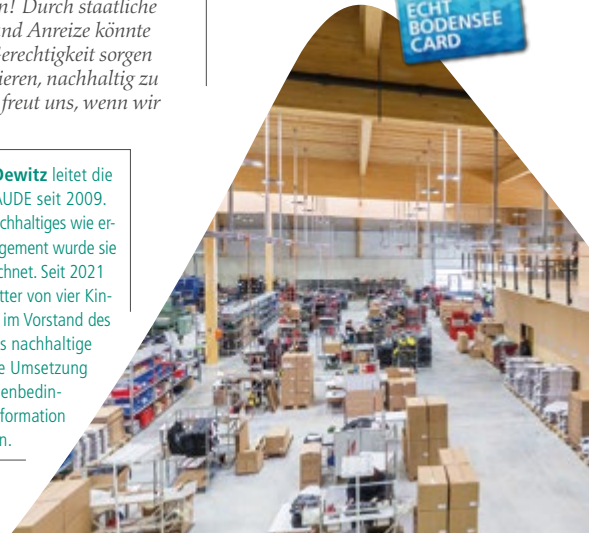 n! Durch staatliche
nd Anreize könnte
erechtigkeit sorgen
ieren, nachhaltig zu
freut uns, wenn wir
ECHT
BODENSEE
CARD
Dewitz leitet die
AUDE seit 2009.
chhaltiges wie er-
gement wurde sie
chnet. Seit 2021
tter von vier Kin-
im Vorstand des
s nachhaltige
e Umsetzung
enbedin-
formation
n.